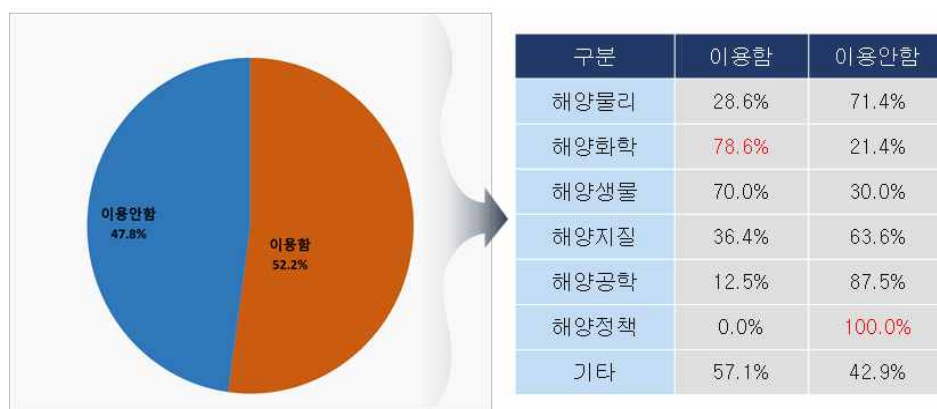 이용안함
47.8%
이용함
52.2%
구분 이용함 이용안함
해양물리 28.6% 71.4%
해양화학 78.6% 21.4%
해양생물 70.0% 30.0%
해양지질 36.4% 63.6%
해양공학 12.5% 87.5%
해양정책 0.0% 100.0%
기타 57.1% 42.9%